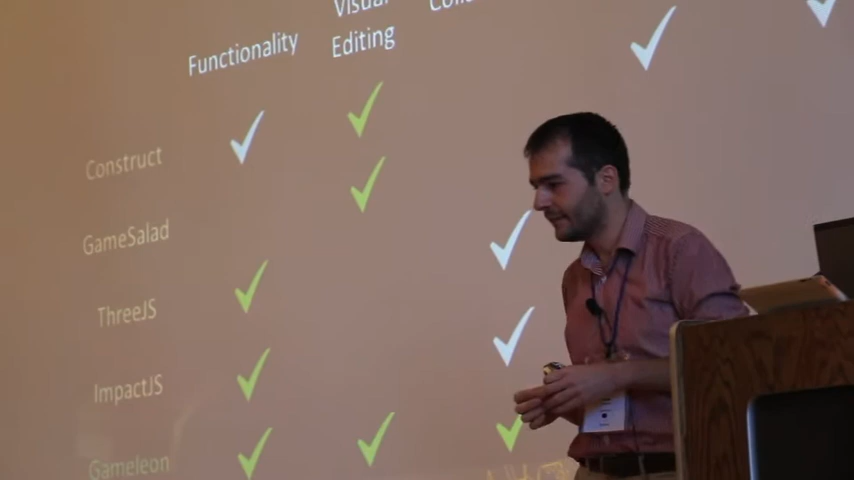 Visual
Functionality
Editing
Construct
GameSalad
ThreeJS
ImpactJS
Gameleon